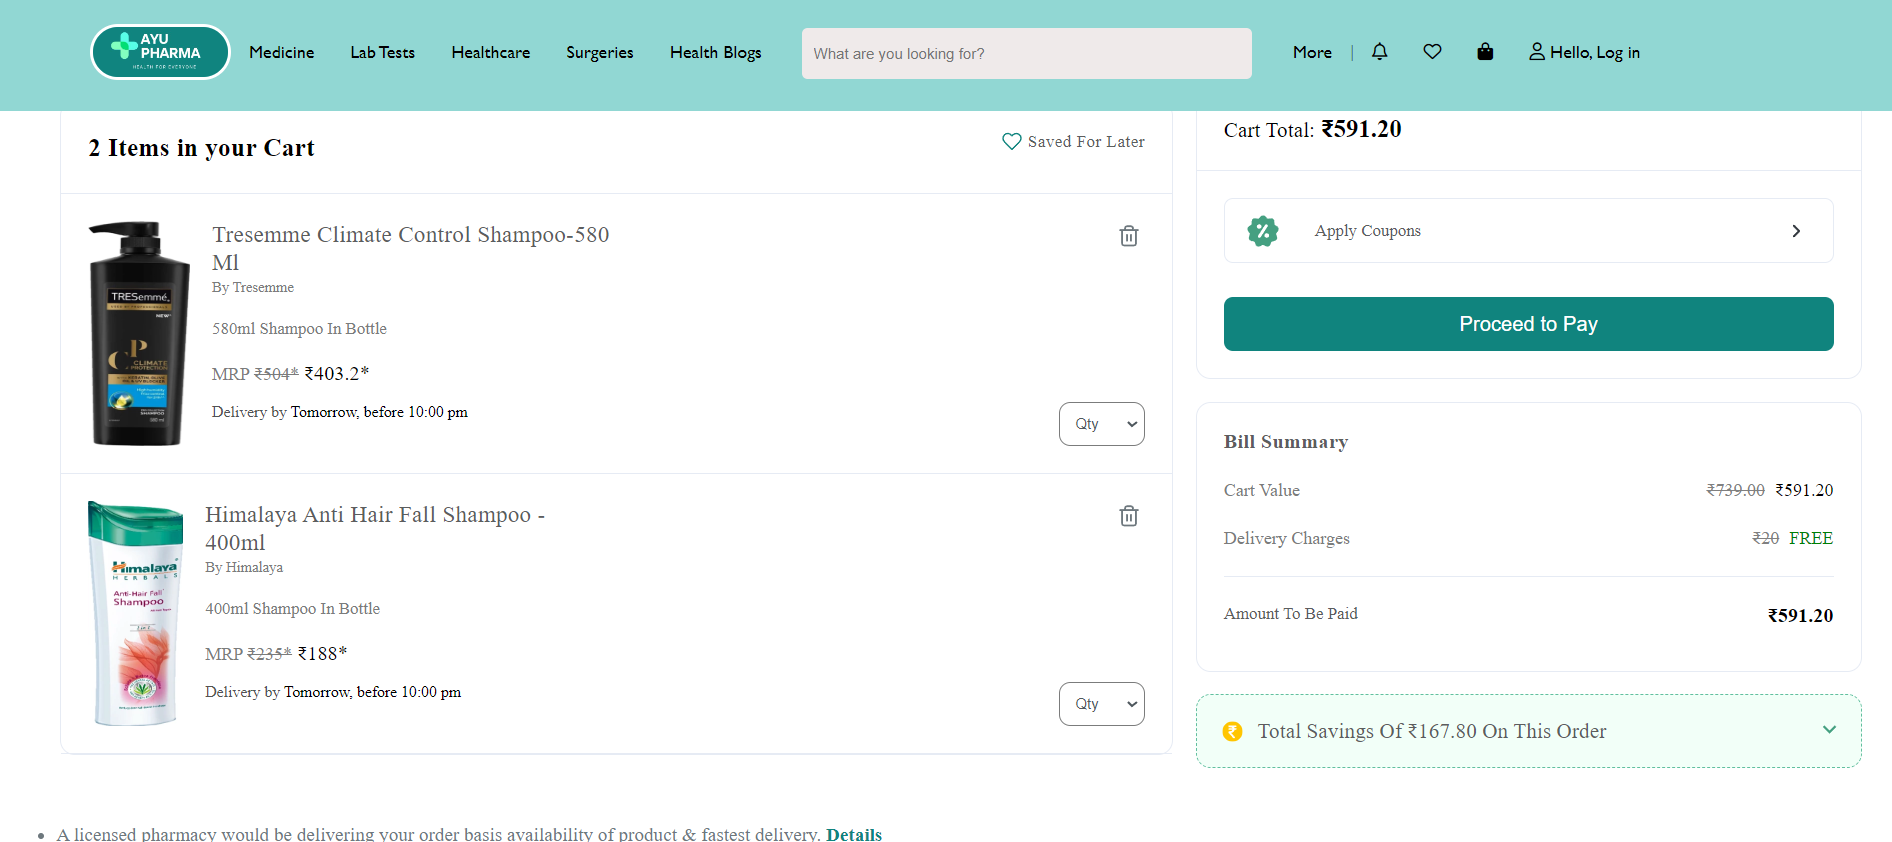 AYU
PHARMA
HEALTH FOR EVERYONE
Medicine
Lab Tests
Healthcare
Surgeries
Health Blogs
What are you looking for?
More
|
Hello, Log in
2 Items in your Cart
Saved For Later
Tresemme Climate Control Shampoo-580
Ml
By Tresemme
580ml Shampoo In Bottle
MRP ₹504* ₹403.2*
Delivery by Tomorrow, before 10:00 pm
Qty
TRESemmé
NEW
CP
CLIMATE
PROTECTION
SHAMPOO
Himalaya Anti Hair Fall Shampoo -
400ml
By Himalaya
400ml Shampoo In Bottle
MRP ₹235* ₹188*
Delivery by Tomorrow, before 10:00 pm
Qty
Himalaya
HERBALS
Anti-Hair Fall
Shampoo
Cart Total: ₹591.20
Apply Coupons
Proceed to Pay
Bill Summary
Cart Value ₹739.00 ₹591.20
Delivery Charges ₹20 FREE
Amount To Be Paid ₹591.20
Total Savings Of ₹167.80 On This Order
A licensed pharmacy would be delivering your order basis availability of product & fastest delivery. Details